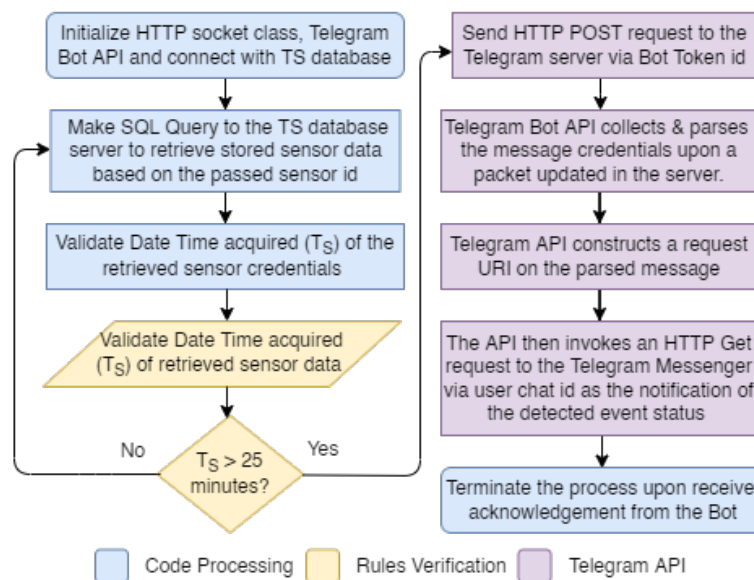 Initialize HTTP socket class, Telegram
Bot API and connect with TS database
Make SQL Query to the TS database
server to retrieve stored sensor data
based on the passed sensor id
Validate Date Time acquired (TS) of the
retrieved sensor credentials
Validate Date Time acquired
(TS) of retrieved sensor data
No
Yes
TS > 25
minutes?
Send HTTP POST request to the
Telegram server via Bot Token id
Telegram Bot API collects & parses
the message credentials upon a
packet updated in the server.
Telegram API constructs a request
URI on the parsed message
The API then invokes an HTTP Get
request to the Telegram Messenger
via user chat id as the notification of
the detected event status
Terminate the process upon receive
acknowledgement from the Bot
Code Processing
Rules Verification
Telegram API